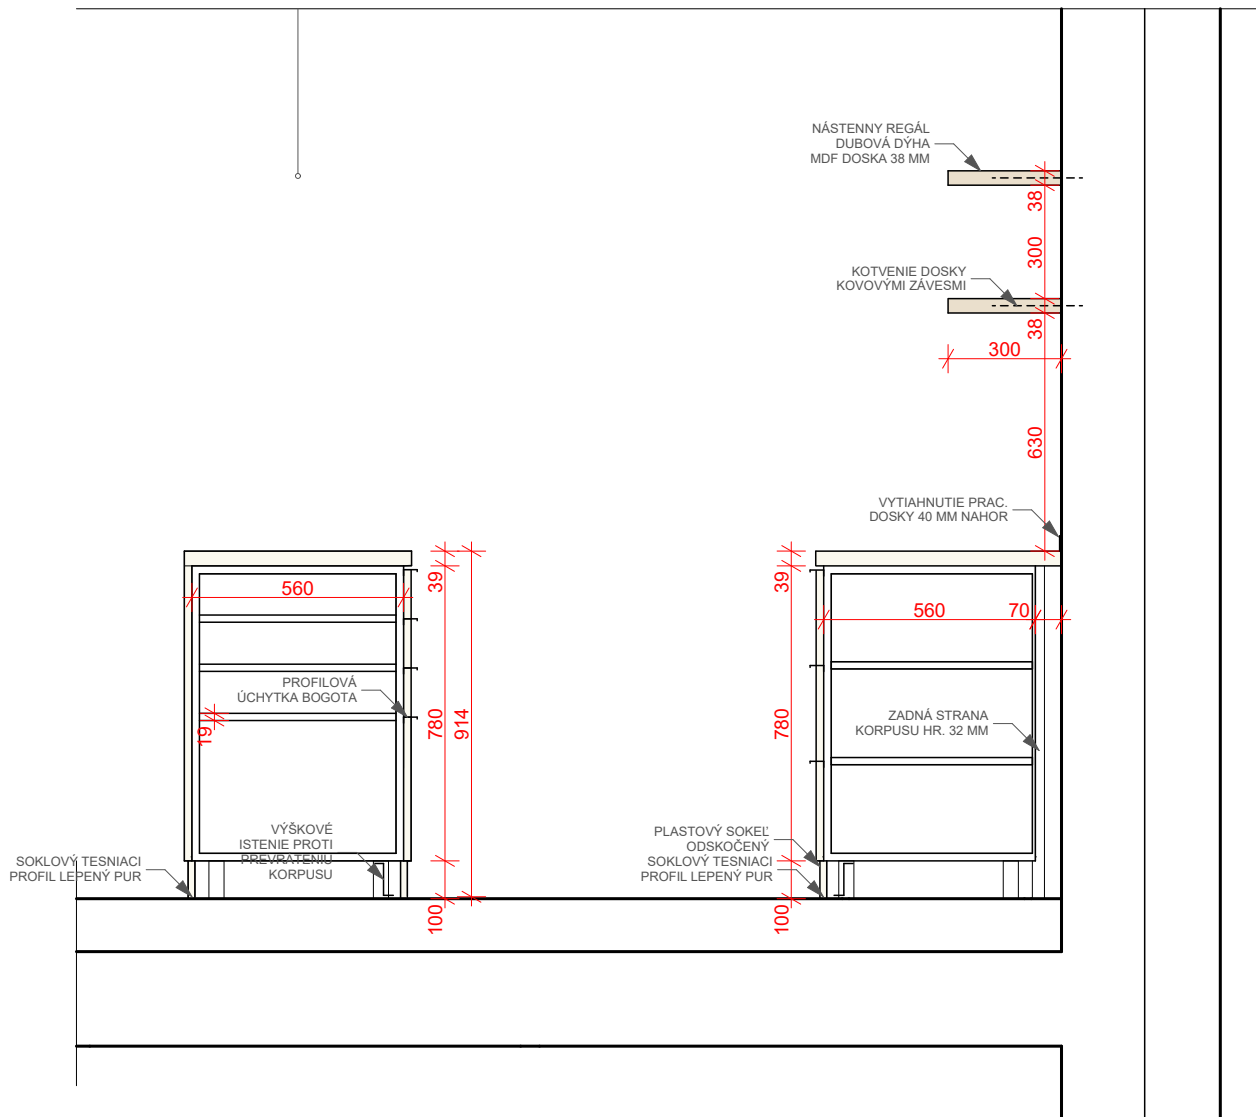 NÁSTENNY REGÁL
DUBOVÁ DÝHA
MDF DOSKA 38 MM
38
300
KOTVENIE DOSKY
KOVOVÝMI ZÁVESMI
38
300
630
VYTIAHNUTIE PRAC.
DOSKY 40 MM NAHOR
560
39
PROFILOVÁ
ÚCHYTKA BOGOTA
780
914
19
VÝŠKOVÉ
ISTENIE PROTI
PREVRÁTENIU
KORPUSU
SOKLOVÝ TESNIACI
PROFIL LEPENÝ PUR
100
39
560
70
780
ZADNÁ STRANA
KORPUSU HR. 32 MM
PLASTOVÝ SOKEĽ
ODSKOČENÝ
SOKLOVÝ TESNIACI
PROFIL LEPENÝ PUR
100